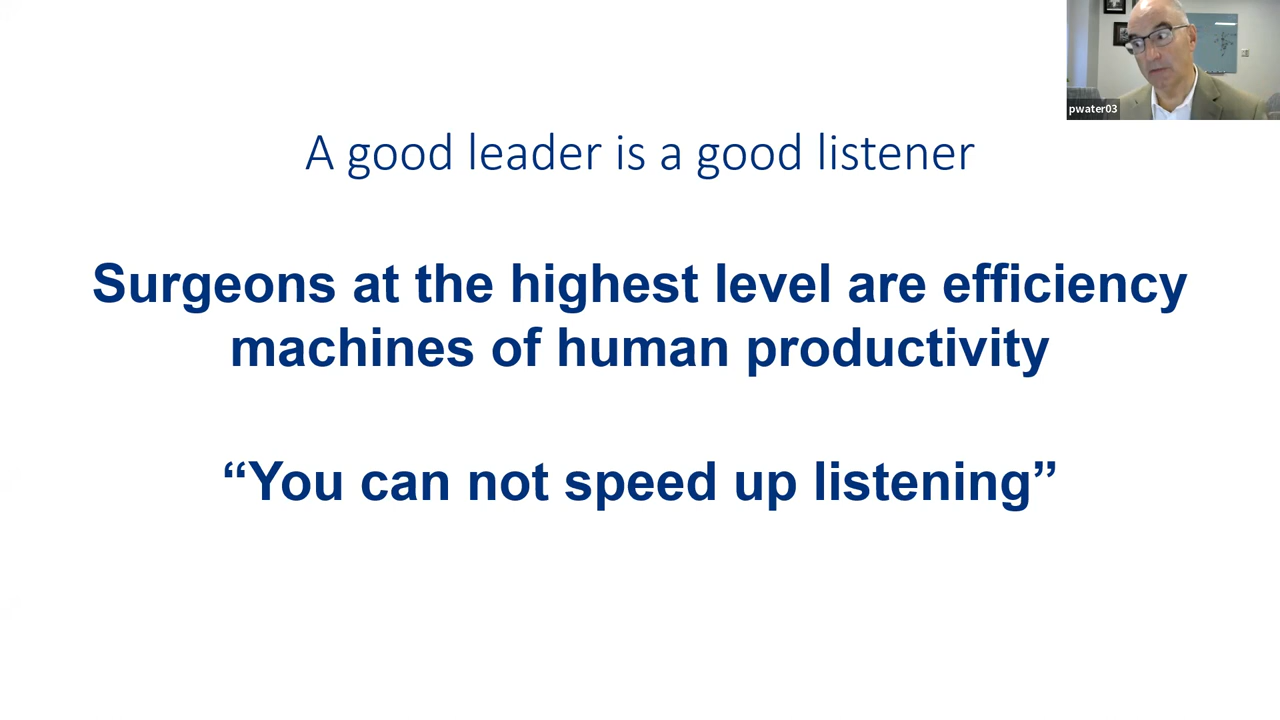 pwater03
A good leader is a good listener
Surgeons at the highest level are efficiency
machines of human productivity
“You can not speed up listening”